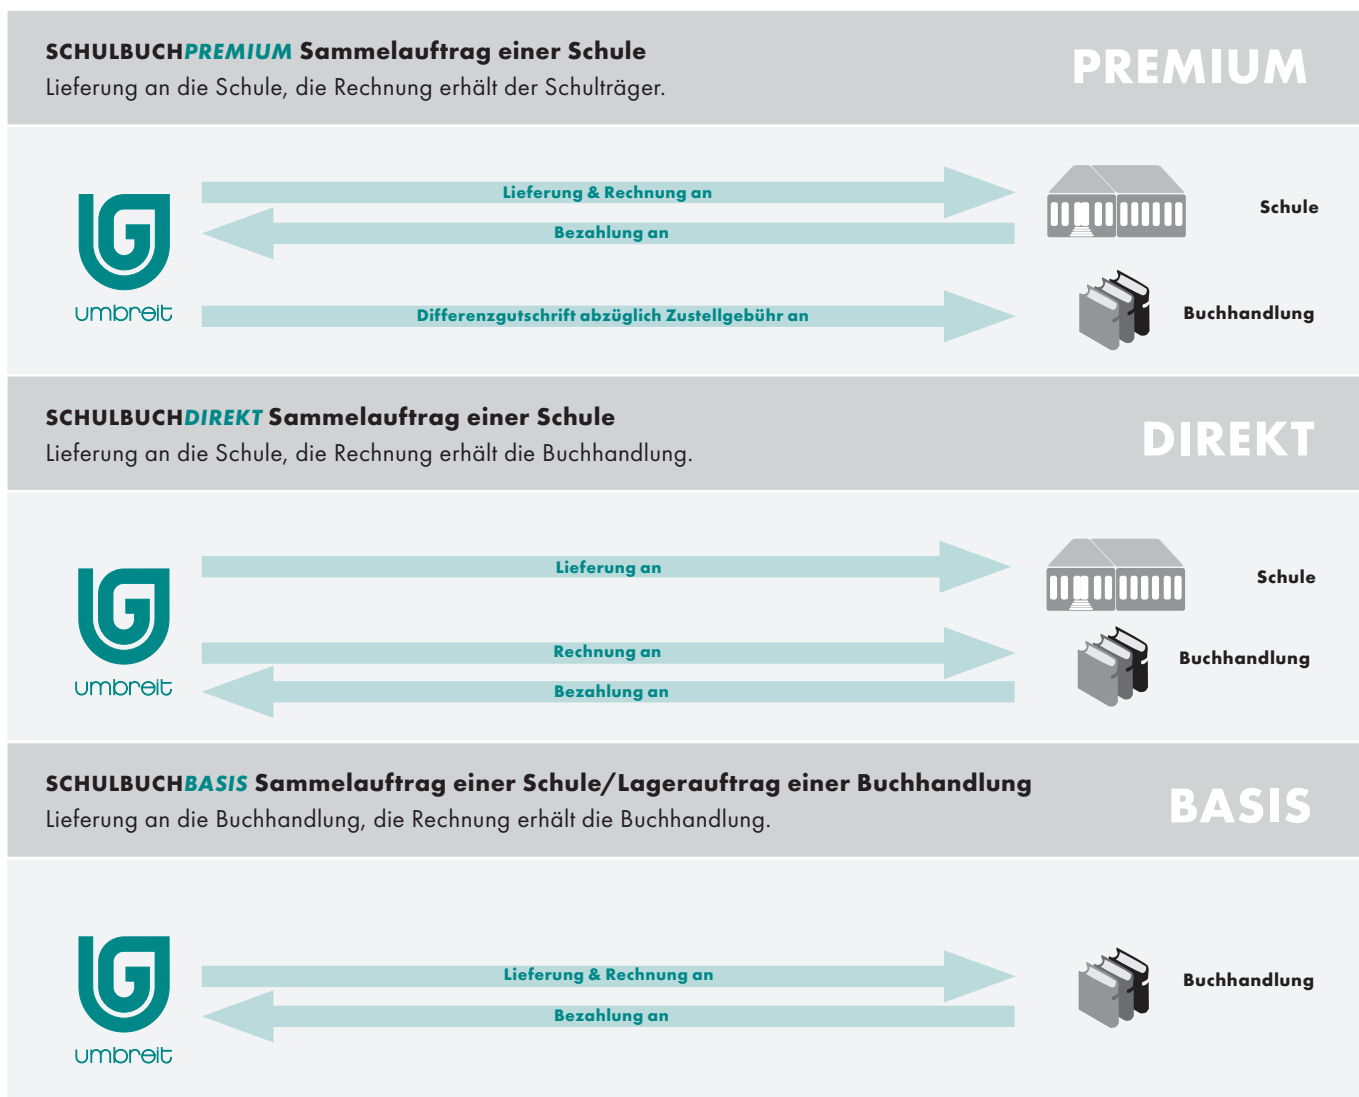 SCHULBUCHPREMIUM Sammelauftrag einer Schule
Lieferung an die Schule, die Rechnung erhält der Schulträger.
PREMIUM
Lieferung & Rechnung an
Schule
Bezahlung an
umbreit
Differenzgutschrift abzüglich Zustellgebühr an
Buchhandlung
SCHULBUCHDIREKT Sammelauftrag einer Schule
Lieferung an die Schule, die Rechnung erhält die Buchhandlung.
DIREKT
Lieferung an
Schule
Rechnung an
Buchhandlung
umbreit
Bezahlung an
SCHULBUCHBASIS Sammelauftrag einer Schule/Lagerauftrag einer Buchhandlung
Lieferung an die Buchhandlung, die Rechnung erhält die Buchhandlung.
BASIS
Lieferung & Rechnung an
Buchhandlung
Bezahlung an
umbreit